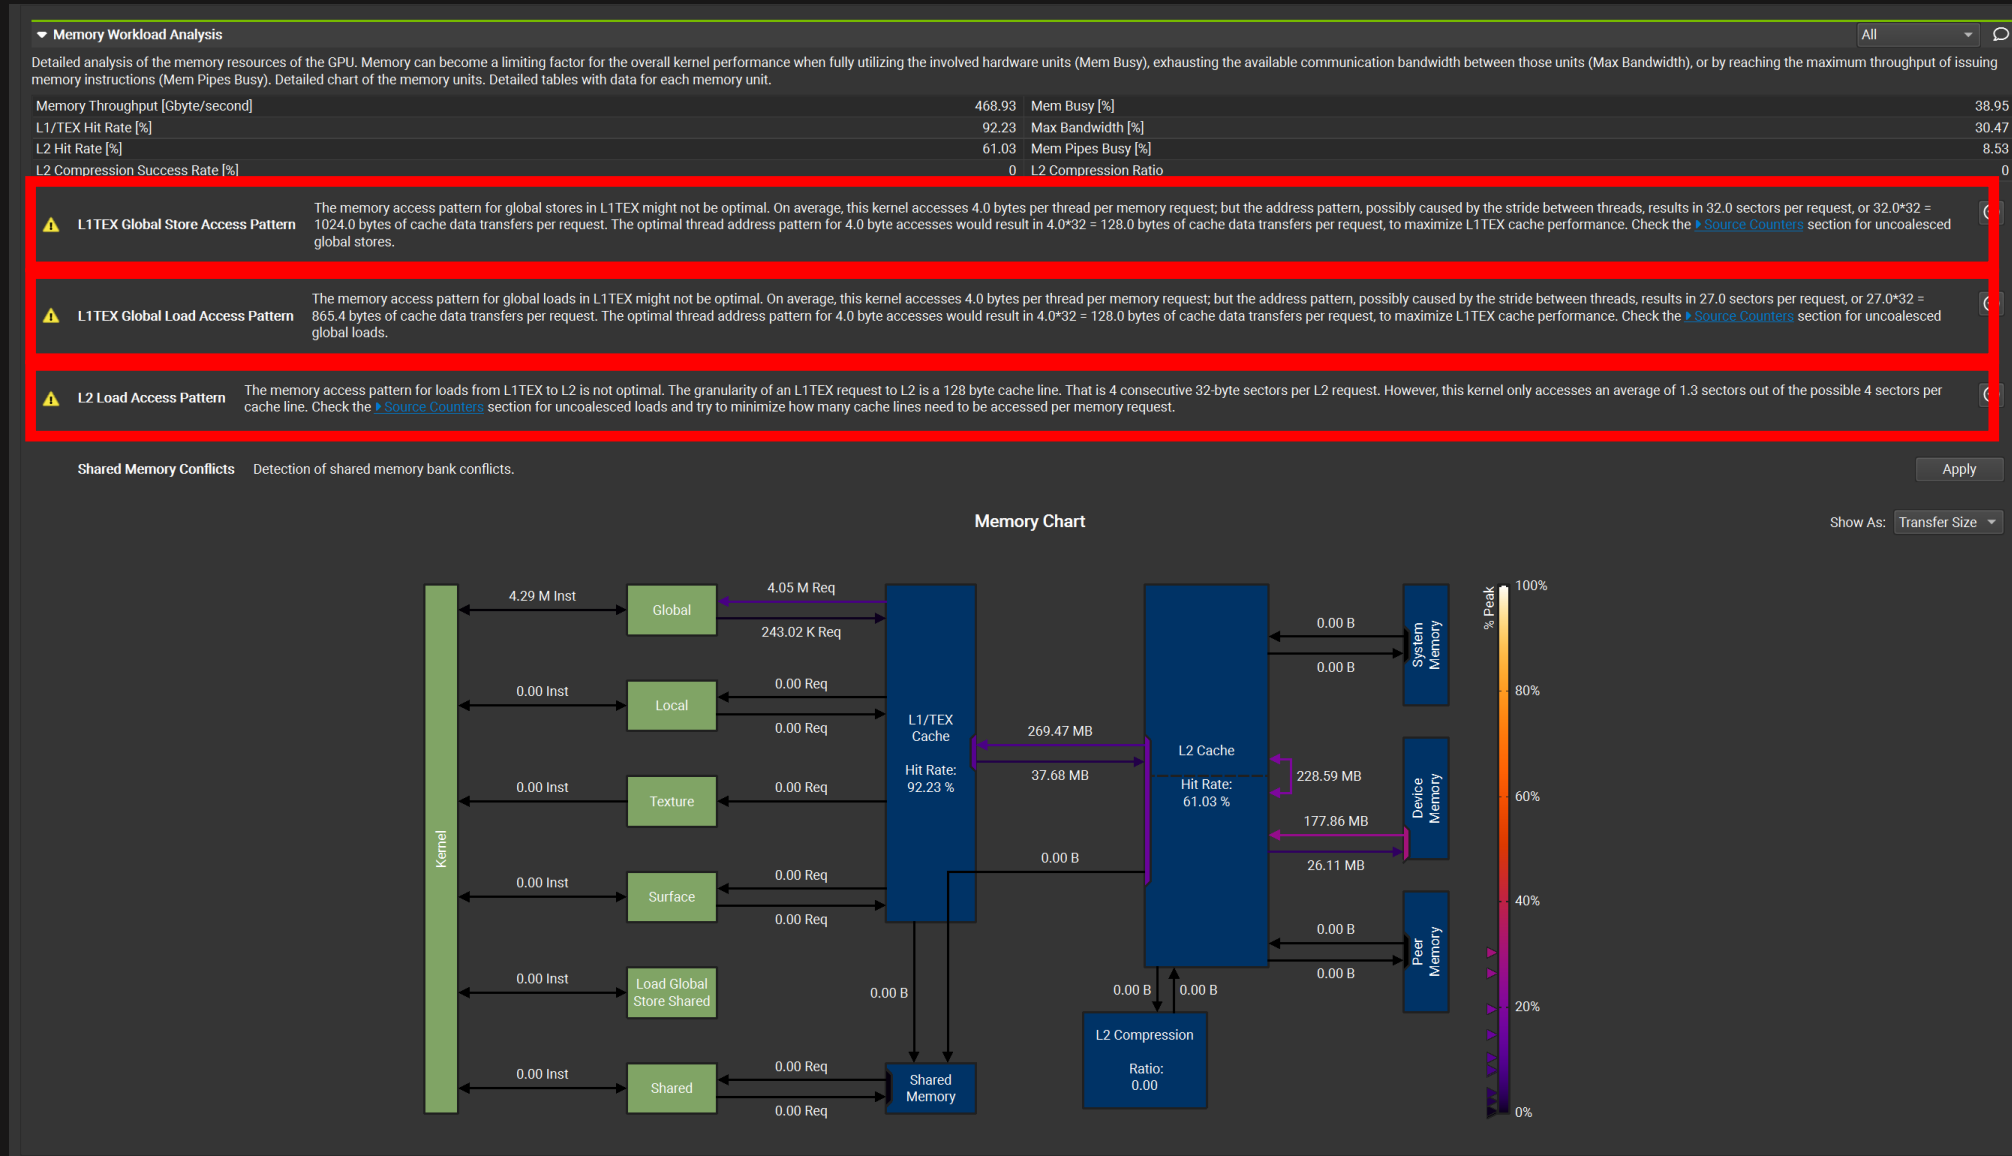 Memory Workload Analysis
All
Detailed analysis of the memory resources of the GPU. Memory can become a limiting factor for the overall kernel performance when fully utilizing the involved hardware units (Mem Busy), exhausting the available communication bandwidth between those units (Max Bandwidth), or by reaching the maximum throughput of issuing
memory instructions (Mem Pipes Busy). Detailed chart of the memory units. Detailed tables with data for each memory unit.
Memory Throughput [Gbyte/second] 468.93 Mem Busy [%] 38.95
L1/TEX Hit Rate [%] 92.23 Max Bandwidth [%] 30.47
L2 Hit Rate [%] 61.03 Mem Pipes Busy [%] 8.53
L2 Compression Success Rate [%] 0 L2 Compression Ratio 0
L1TEX Global Store Access Pattern
The memory access pattern for global stores in L1TEX might not be optimal. On average, this kernel accesses 4.0 bytes per thread per memory request; but the address pattern, possibly caused by the stride between threads, results in 32.0 sectors per request, or 32.0*32 =
1024.0 bytes of cache data transfers per request. The optimal thread address pattern for 4.0 byte accesses would result in 4.0*32 = 128.0 bytes of cache data transfers per request, to maximize L1TEX cache performance. Check the Source Counters section for uncoalesced
global stores.
L1TEX Global Load Access Pattern
The memory access pattern for global loads in L1TEX might not be optimal. On average, this kernel accesses 4.0 bytes per thread per memory request; but the address pattern, possibly caused by the stride between threads, results in 27.0 sectors per request, or 27.0*32 =
865.4 bytes of cache data transfers per request. The optimal thread address pattern for 4.0 byte accesses would result in 4.0*32 = 128.0 bytes of cache data transfers per request, to maximize L1TEX cache performance. Check the Source Counters section for uncoalesced
global loads.
L2 Load Access Pattern
The memory access pattern for loads from L1TEX to L2 is not optimal. The granularity of an L1TEX request to L2 is a 128 byte cache line. That is 4 consecutive 32-byte sectors per L2 request. However, this kernel only accesses an average of 1.3 sectors out of the possible 4 sectors per
cache line. Check the Source Counters section for uncoalesced loads and try to minimize how many cache lines need to be accessed per memory request.
Shared Memory Conflicts Detection of shared memory bank conflicts. Apply
Memory Chart
Show As: Transfer Size
Kernel
4.29 M Inst
Global
4.05 M Req
243.02 K Req
0.00 Inst
Local
0.00 Req
0.00 Req
0.00 Inst
Texture
0.00 Req
0.00 Inst
Surface
0.00 Req
0.00 Req
0.00 Inst
Load Global
Store Shared
0.00 Inst
Shared
0.00 Req
0.00 Req
L1/TEX
Cache
Hit Rate:
92.23 %
0.00 B
Shared
Memory
269.47 MB
37.68 MB
0.00 B
L2 Cache
Hit Rate:
61.03 %
0.00 B
0.00 B
L2 Compression
Ratio:
0.00
0.00 B
0.00 B
System
Memory
228.59 MB
177.86 MB
26.11 MB
Device
Memory
0.00 B
0.00 B
Peer
Memory
% Peak
100%
80%
60%
40%
20%
0%